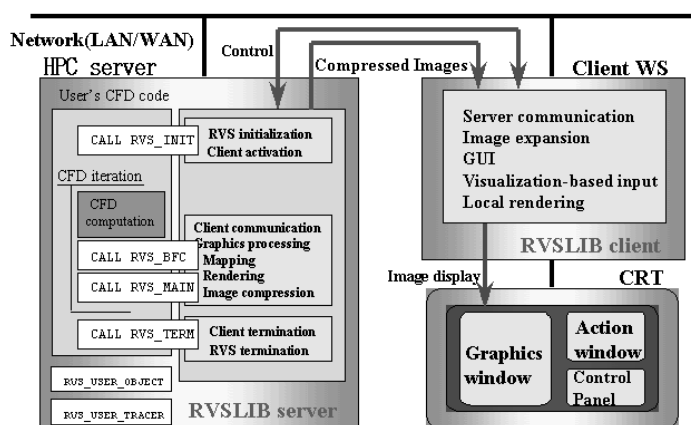 Network(LAN/WAN)
HPC server
Control
Compressed Images
Client WS
User's CFD code
CALL RVS_INIT
RVS initialization
Client activation
CFD iteration
CFD
computation
CALL RVS_BFC
CALL RVS_MAIN
Client communication
Graphics processing
Mapping
Rendering
Image compression
CALL RVS_TERM
Client termination
RVS termination
RVS_USER_OBJECT
RVS_USER_TRACER
RVSLIB server
Server communication
Image expansion
GUI
Visualization-based input
Local rendering
RVSLIB client
Image display
CRT
Graphics
window
Action
window
Control
Panel